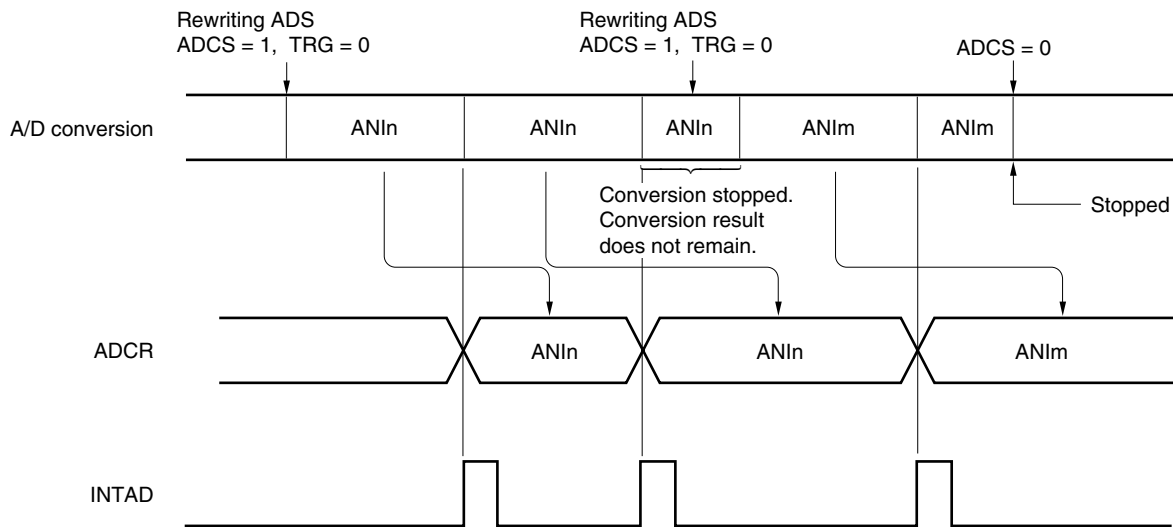 Rewriting ADS
ADCS = 1, TRG = 0
Rewriting ADS
ADCS = 1, TRG = 0
ADCS = 0
A/D conversion
ANIn
ANIn
ANIn
ANIm
ANIm
Conversion stopped.
Conversion result
does not remain.
Stopped
ADCR
ANIn
ANIn
ANIm
INTAD